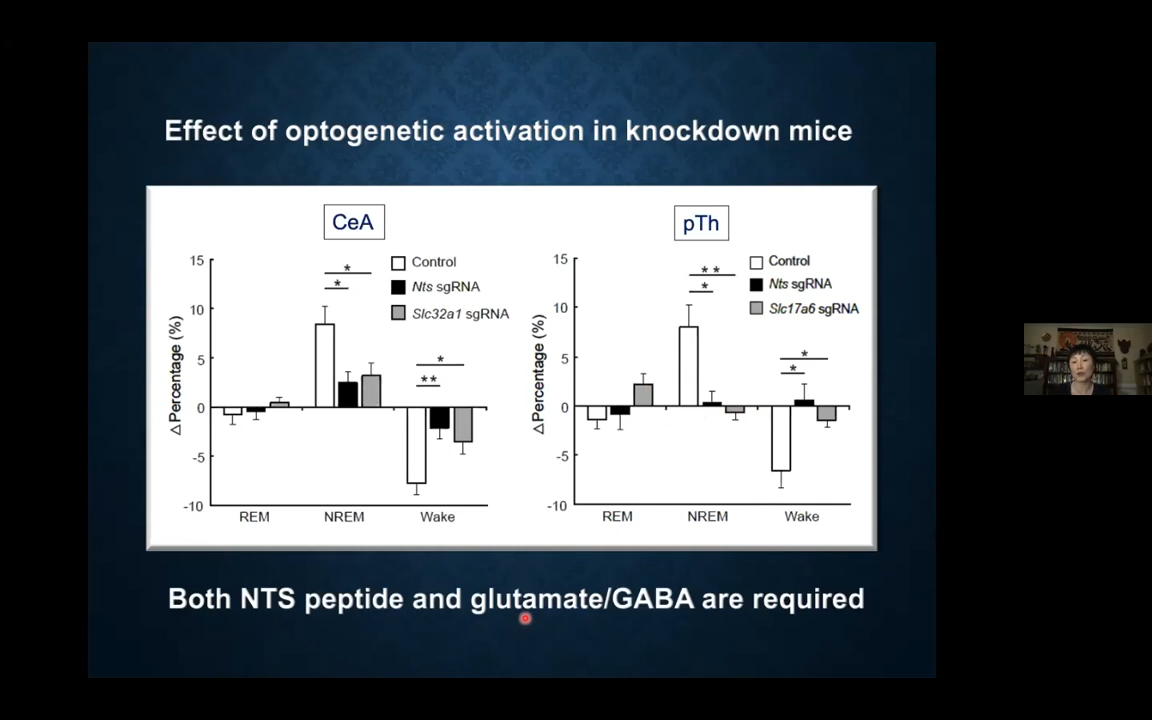 Effect of optogenetic activation in knockdown mice
CeA
Control
Nts sgRNA
Slc32a1 sgRNA
△Percentage (%)
15
10
5
0
-5
-10
*
*
*
**
REM
NREM
Wake
pTh
Control
Nts sgRNA
Slc17a6 sgRNA
△Percentage (%)
15
10
5
0
-5
-10
**
*
*
*
REM
NREM
Wake
Both NTS peptide and glutamate/GABA are required